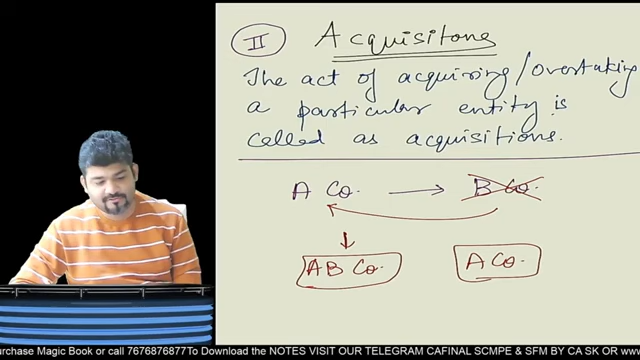 II Acquisitons
The act of acquiring/overtaking
a particular entity is
called as acquisitions.
A Co. → B Co.
AB Co. A Co.
urchase Magic Book or call 7676876877To Download the NOTES VISIT OUR TELEGRAM CAFINAL SCMPE & SFM BY CA SK OR www